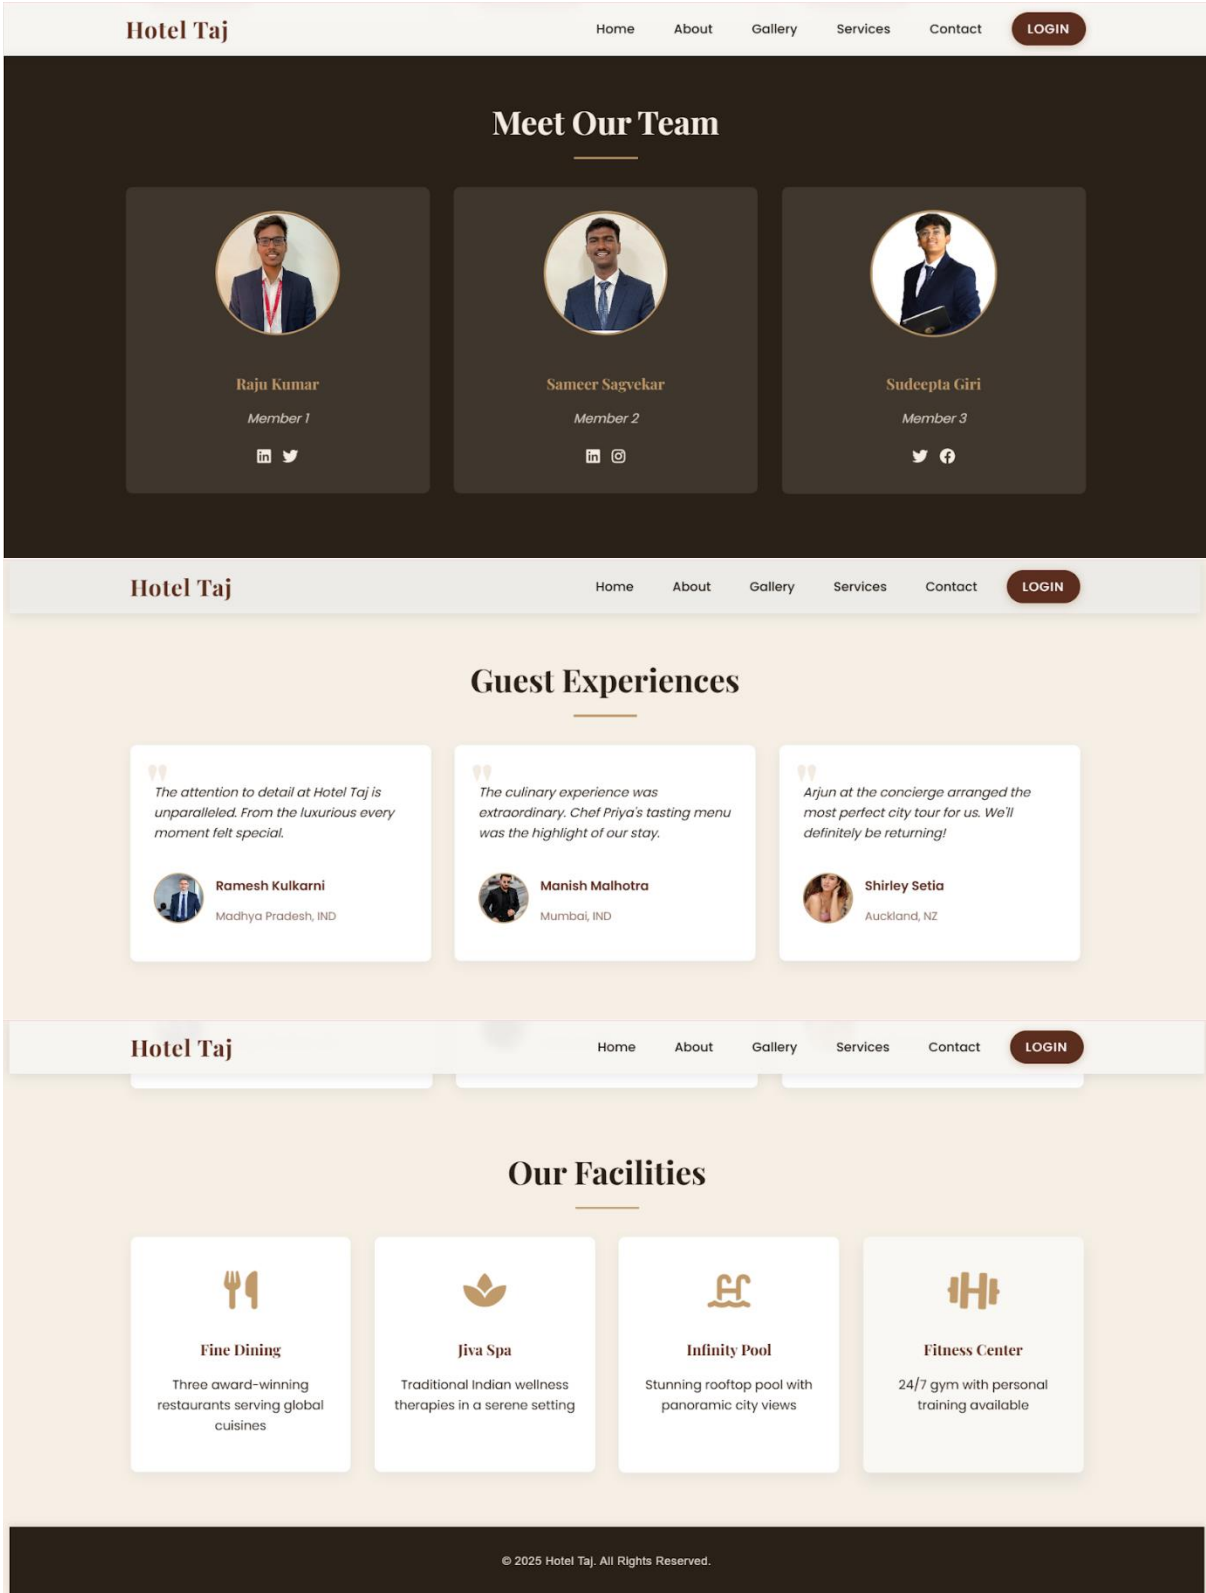 Hotel Taj
Home About Gallery Services Contact LOGIN
Meet Our Team
Raju Kumar
Member 1
Sameer Sagvekar
Member 2
Sudeepta Giri
Member 3
Hotel Taj
Home About Gallery Services Contact LOGIN
Guest Experiences
"
The attention to detail at Hotel Taj is
unparalleled. From the luxurious every
moment felt special.
Ramesh Kulkarni
Madhya Pradesh, IND
"
The culinary experience was
extraordinary. Chef Priya's tasting menu
was the highlight of our stay.
Manish Malhotra
Mumbai, IND
"
Arjun at the concierge arranged the
most perfect city tour for us. We'll
definitely be returning!
Shirley Setia
Auckland, NZ
Hotel Taj
Home About Gallery Services Contact LOGIN
Our Facilities
Fine Dining
Three award-winning
restaurants serving global
cuisines
Jiva Spa
Traditional Indian wellness
therapies in a serene setting
Infinity Pool
Stunning rooftop pool with
panoramic city views
Fitness Center
24/7 gym with personal
training available
© 2025 Hotel Taj. All Rights Reserved.